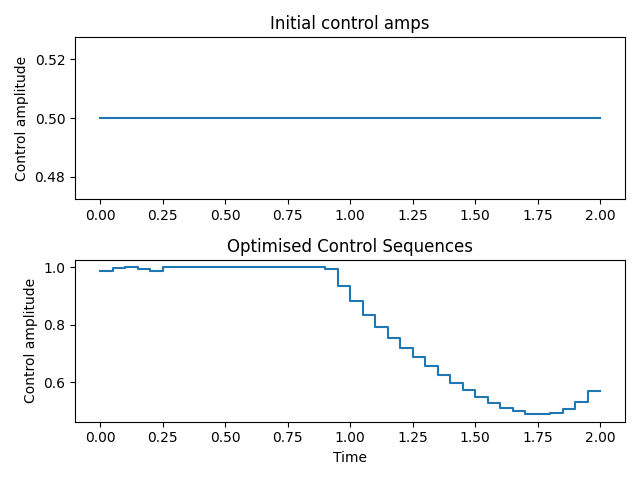 Initial control amps
Control amplitude
0.52
0.50
0.48
0.00 0.25 0.50 0.75 1.00 1.25 1.50 1.75 2.00
Optimised Control Sequences
Control amplitude
1.0
0.8
0.6
0.00 0.25 0.50 0.75 1.00 1.25 1.50 1.75 2.00
Time